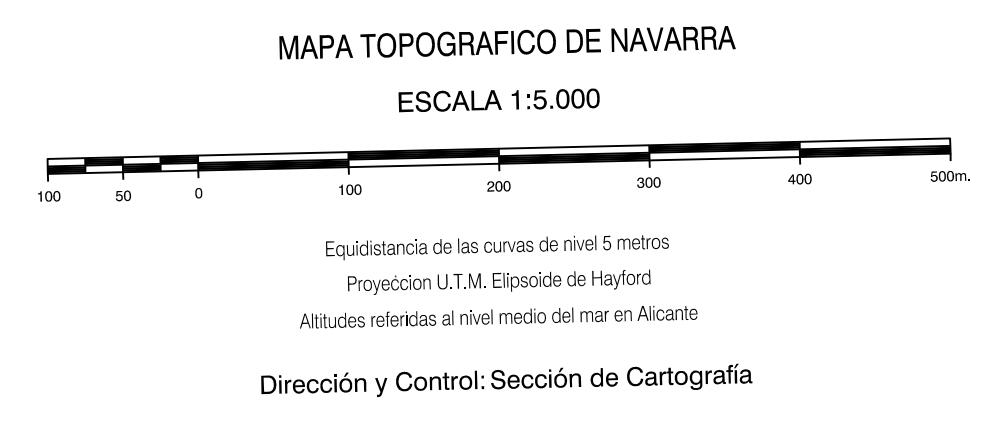 MAPA TOPOGRAFICO DE NAVARRA
ESCALA 1:5.000
100 50 0 100 200 300 400 500m.
Equidistancia de las curvas de nivel 5 metros
Proyeccion U.T.M. Elipsoide de Hayford
Altitudes referidas al nivel medio del mar en Alicante
Dirección y Control: Sección de Cartografía